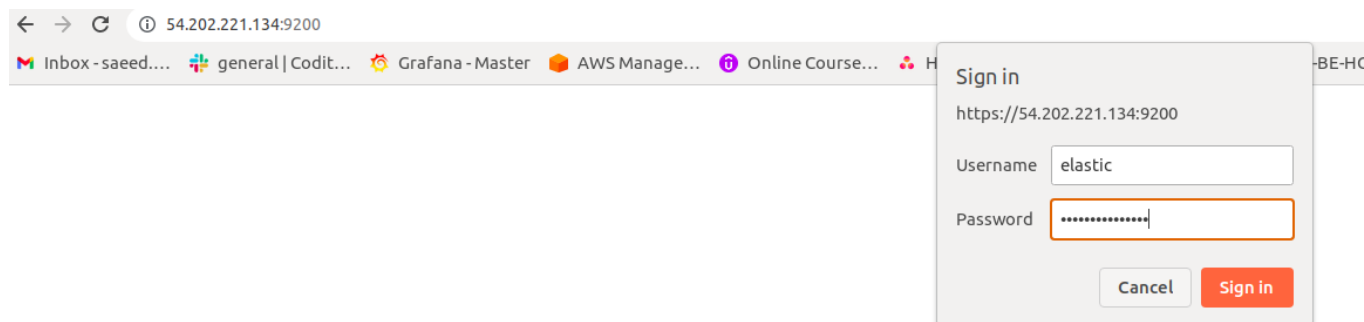 54.202.221.134:9200
Inbox - saeed.... general | Codit... Grafana - Master AWS Manage... Online Course... H -BE-HO
Sign in
https://54.202.221.134:9200
Username elastic
Password •••••••••••••••
Cancel Sign in